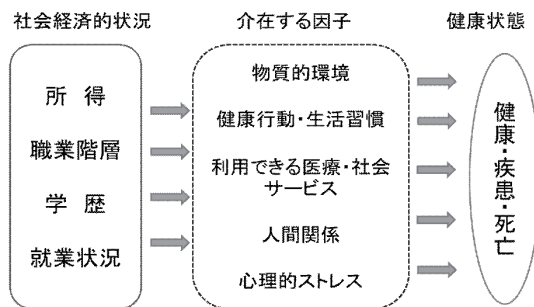 社会経済的状況
介在する因子
健康状態
所得
職業階層
学歴
就業状況
物質的環境
健康行動・生活習慣
利用できる医療・社会
サービス
人間関係
心理的ストレス
健康・疾患・死亡